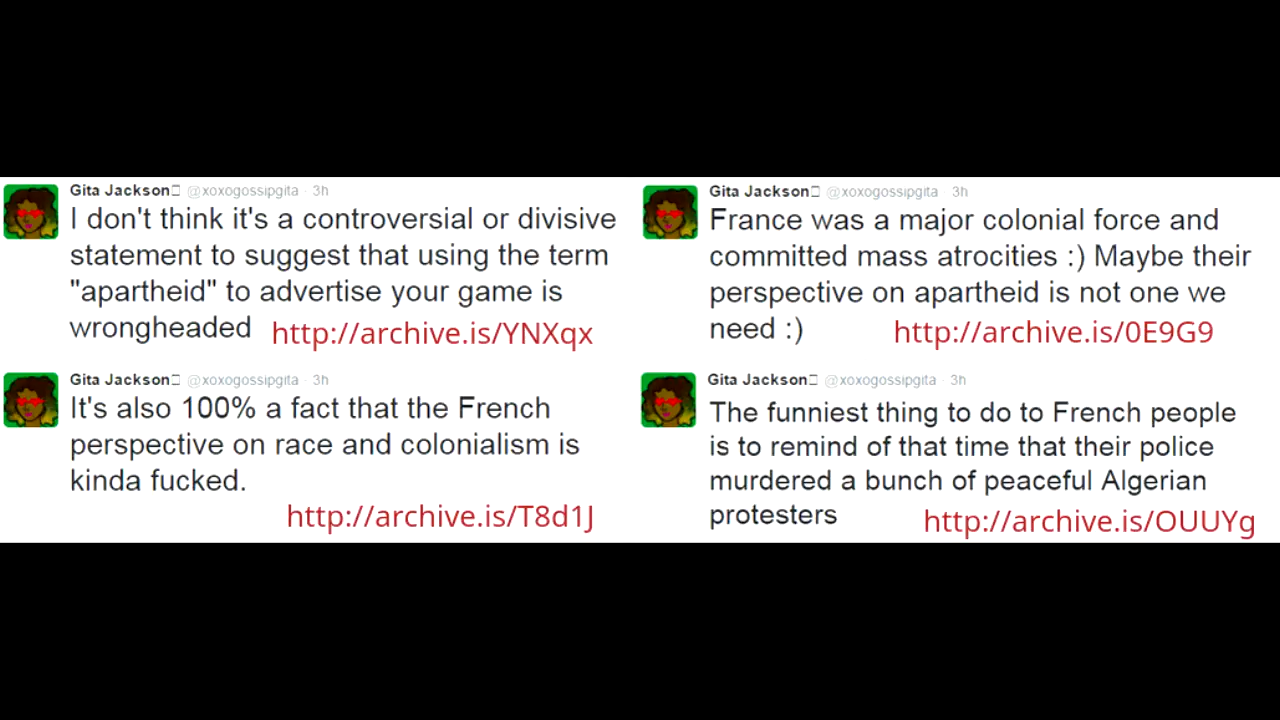 Gita Jackson @xoxogossipgita · 3h
I don't think it's a controversial or divisive
statement to suggest that using the term
"apartheid" to advertise your game is
wrongheaded http://archive.is/YNXqx
Gita Jackson @xoxogossipgita · 3h
France was a major colonial force and
committed mass atrocities :) Maybe their
perspective on apartheid is not one we
need :) http://archive.is/0E9G9
Gita Jackson @xoxogossipgita · 3h
It's also 100% a fact that the French
perspective on race and colonialism is
kinda fucked.
http://archive.is/T8d1J
Gita Jackson @xoxogossipgita · 3h
The funniest thing to do to French people
is to remind of that time that their police
murdered a bunch of peaceful Algerian
protesters http://archive.is/OUUYg